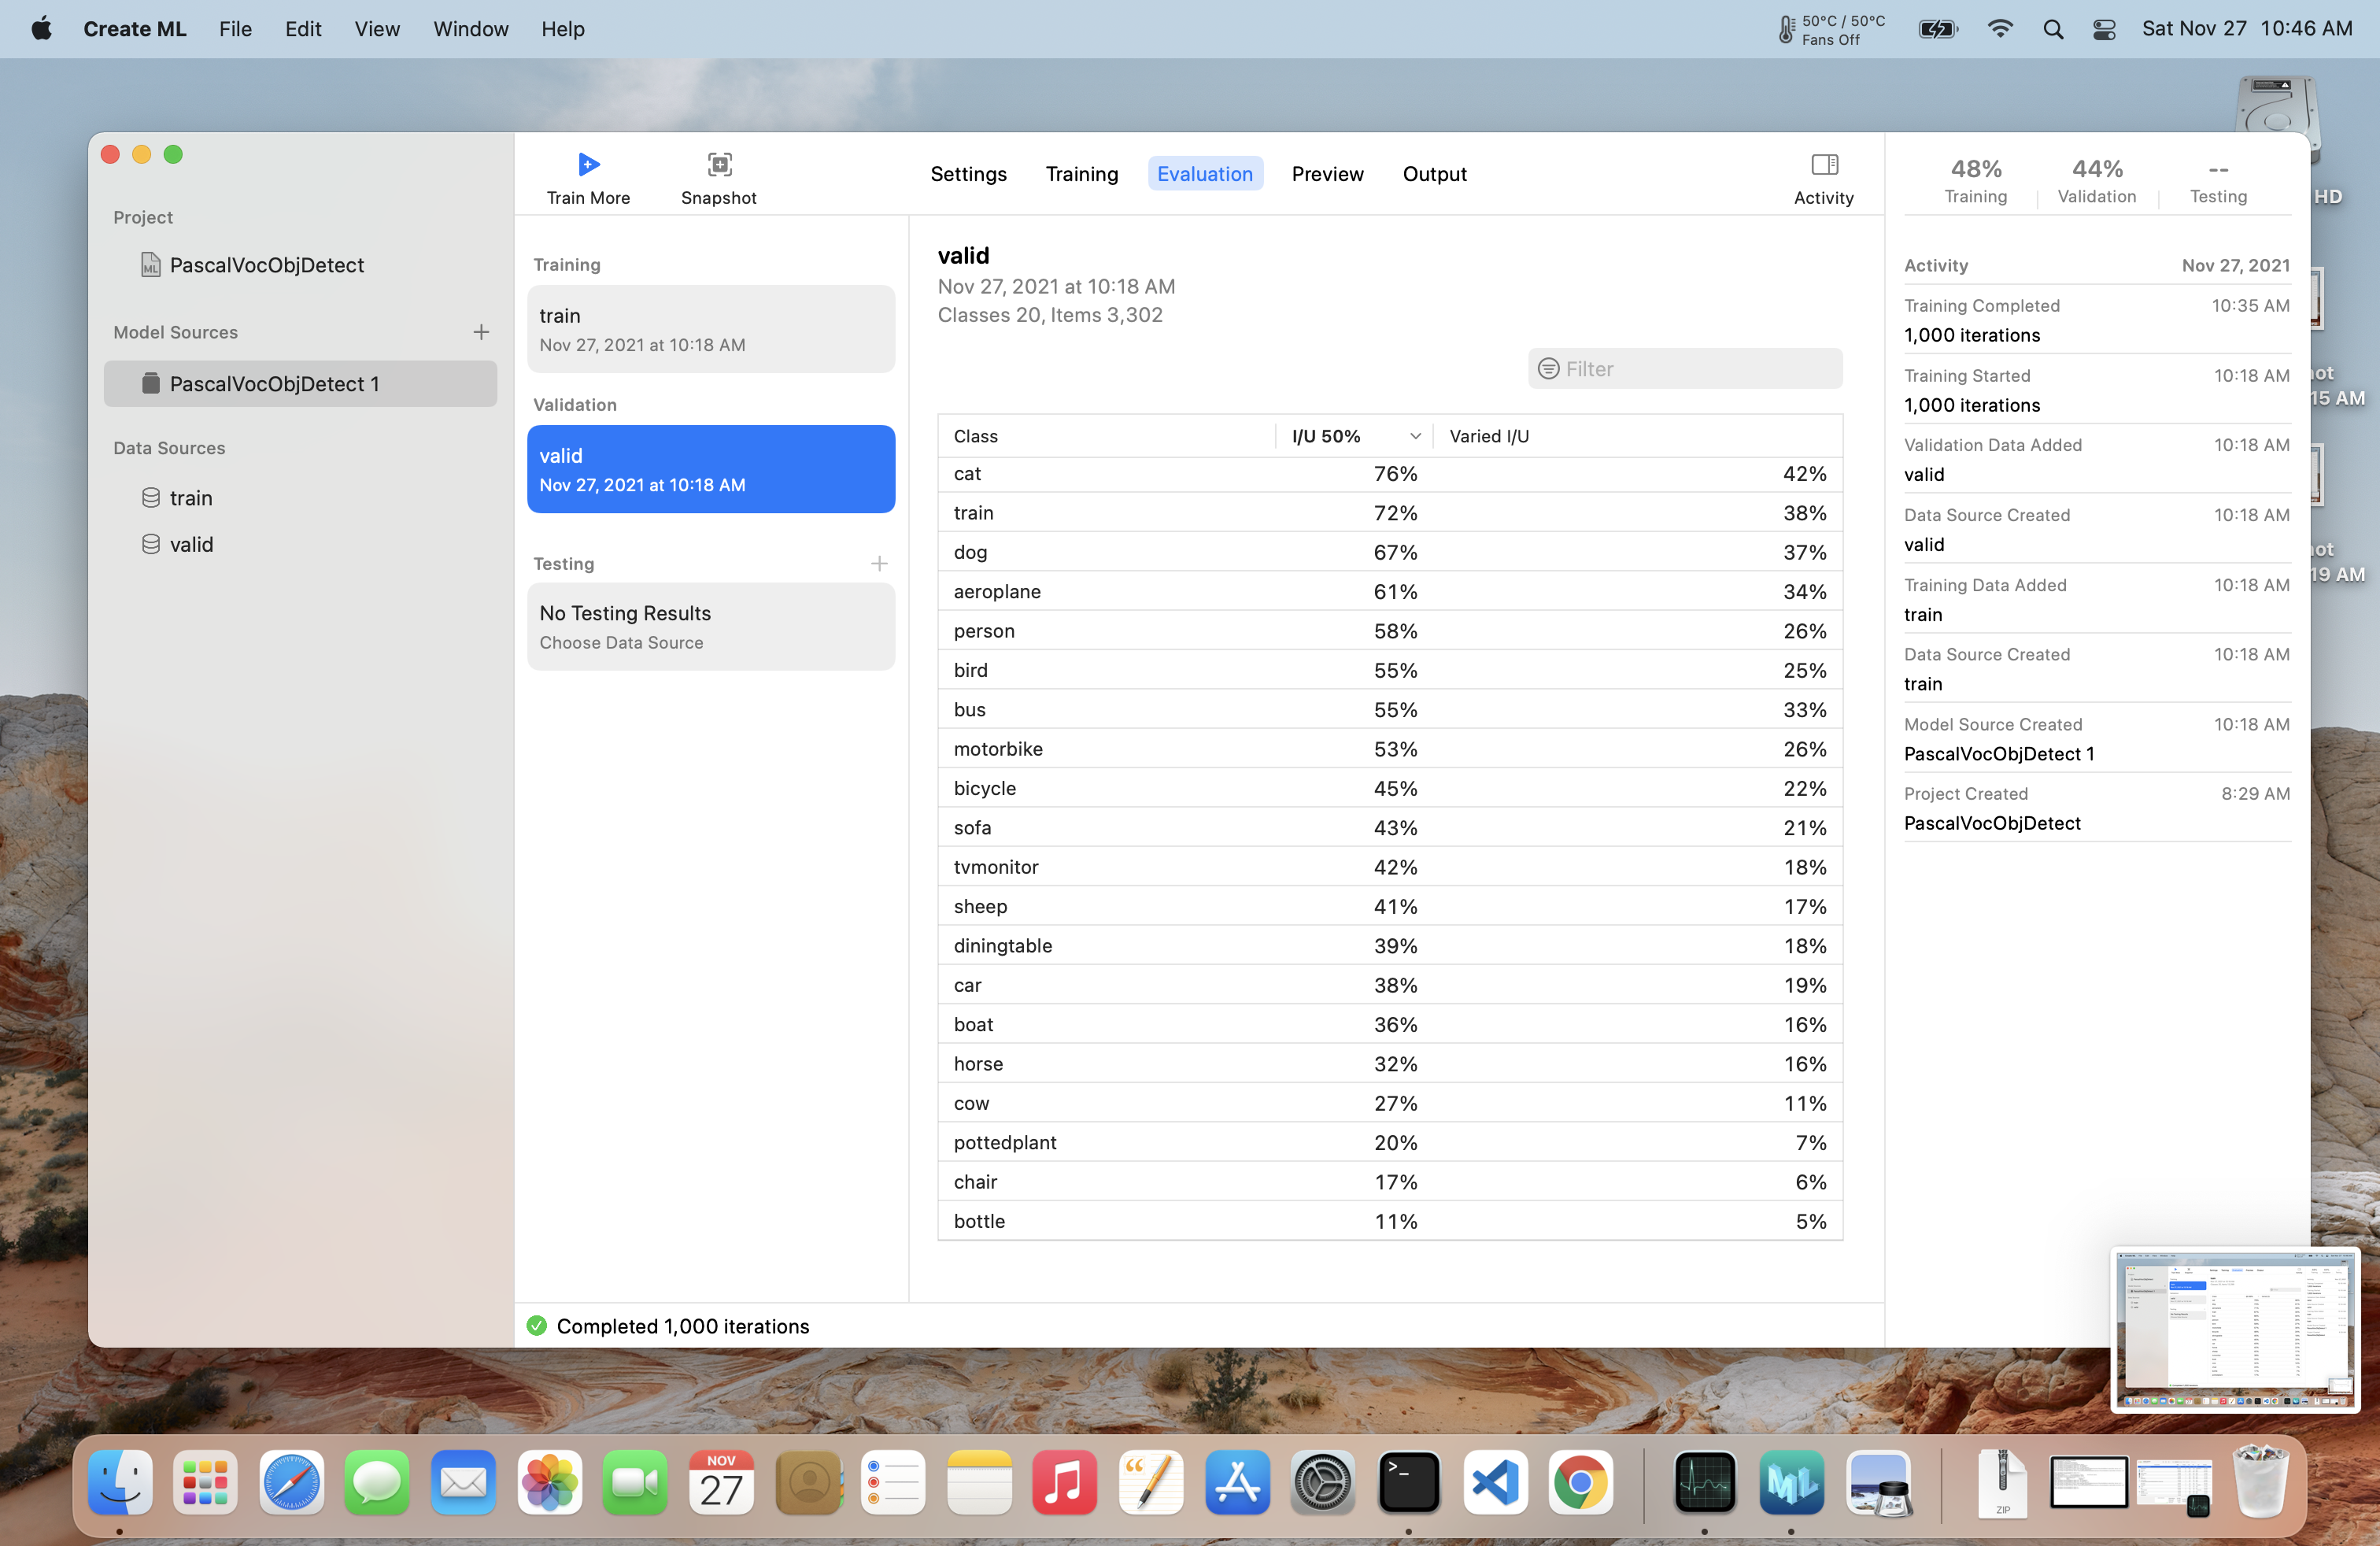 Create ML File Edit View Window Help
50°C / 50°C
Fans Off
Sat Nov 27 10:46 AM
HD
15 AM
19 AM
Project
PascalVocObjDetect
Model Sources
PascalVocObjDetect 1
Data Sources
train
valid
Train More
Snapshot
Settings Training Evaluation Preview Output
Activity
Training
train
Nov 27, 2021 at 10:18 AM
Validation
valid
Nov 27, 2021 at 10:18 AM
Testing
No Testing Results
Choose Data Source
valid
Nov 27, 2021 at 10:18 AM
Classes 20, Items 3,302
Filter
Class I/U 50% Varied I/U
cat 76% 42%
train 72% 38%
dog 67% 37%
aeroplane 61% 34%
person 58% 26%
bird 55% 25%
bus 55% 33%
motorbike 53% 26%
bicycle 45% 22%
sofa 43% 21%
tvmonitor 42% 18%
sheep 41% 17%
diningtable 39% 18%
car 38% 19%
boat 36% 16%
horse 32% 16%
cow 27% 11%
pottedplant 20% 7%
chair 17% 6%
bottle 11% 5%
Completed 1,000 iterations
48% 44% --
Training Validation Testing
Activity Nov 27, 2021
Training Completed 10:35 AM
1,000 iterations
Training Started 10:18 AM
1,000 iterations
Validation Data Added 10:18 AM
valid
Data Source Created 10:18 AM
valid
Training Data Added 10:18 AM
train
Data Source Created 10:18 AM
train
Model Source Created 10:18 AM
PascalVocObjDetect 1
Project Created 8:29 AM
PascalVocObjDetect
NOV
27
ML
ZIP